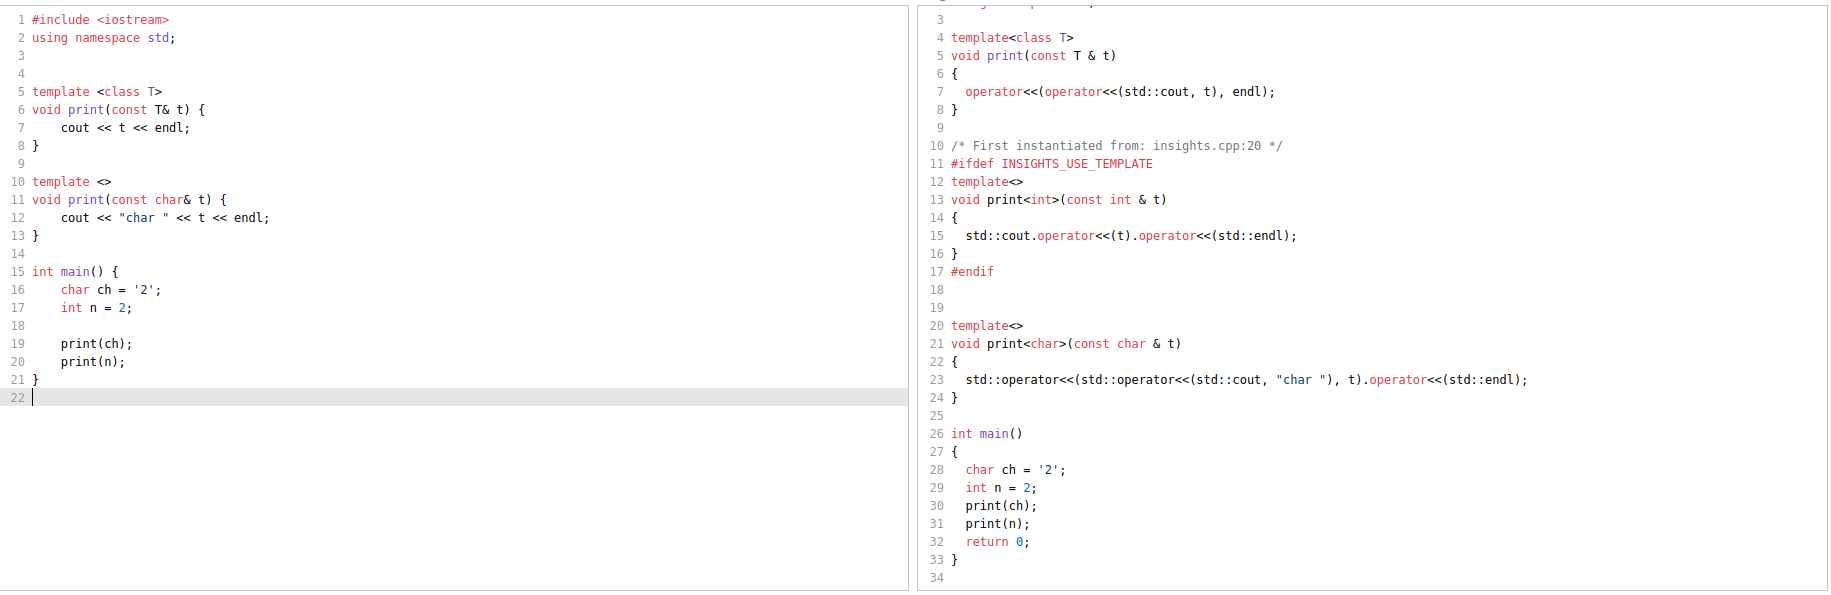 1 #include <iostream>
2 using namespace std;
3
4
5 template <class T>
6 void print(const T& t) {
7     cout << t << endl;
8 }
9
10 template <>
11 void print(const char& t) {
12     cout << "char " << t << endl;
13 }
14
15 int main() {
16     char ch = '2';
17     int n = 2;
18
19     print(ch);
20     print(n);
21 }
22
3
4 template<class T>
5 void print(const T & t)
6 {
7   operator<<(operator<<(std::cout, t), endl);
8 }
9
10 /* First instantiated from: insights.cpp:20 */
11 #ifdef INSIGHTS_USE_TEMPLATE
12 template<>
13 void print<int>(const int & t)
14 {
15   std::cout.operator<<(t).operator<<(std::endl);
16 }
17 #endif
18
19
20 template<>
21 void print<char>(const char & t)
22 {
23   std::operator<<(std::operator<<(std::cout, "char "), t).operator<<(std::endl);
24 }
25
26 int main()
27 {
28   char ch = '2';
29   int n = 2;
30   print(ch);
31   print(n);
32   return 0;
33 }
34